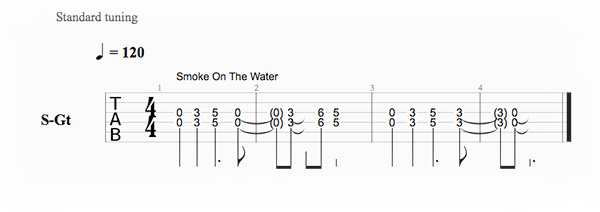 Standard tuning
= 120
Smoke On The Water
1 2 3 4
S-Gt
T
A
B
4
4
0 3 5 0 (0) 3 6 5 0 3 5 3 (3) 0
0 3 5 0 (0) 3 6 5 0 3 5 3 (3) 0